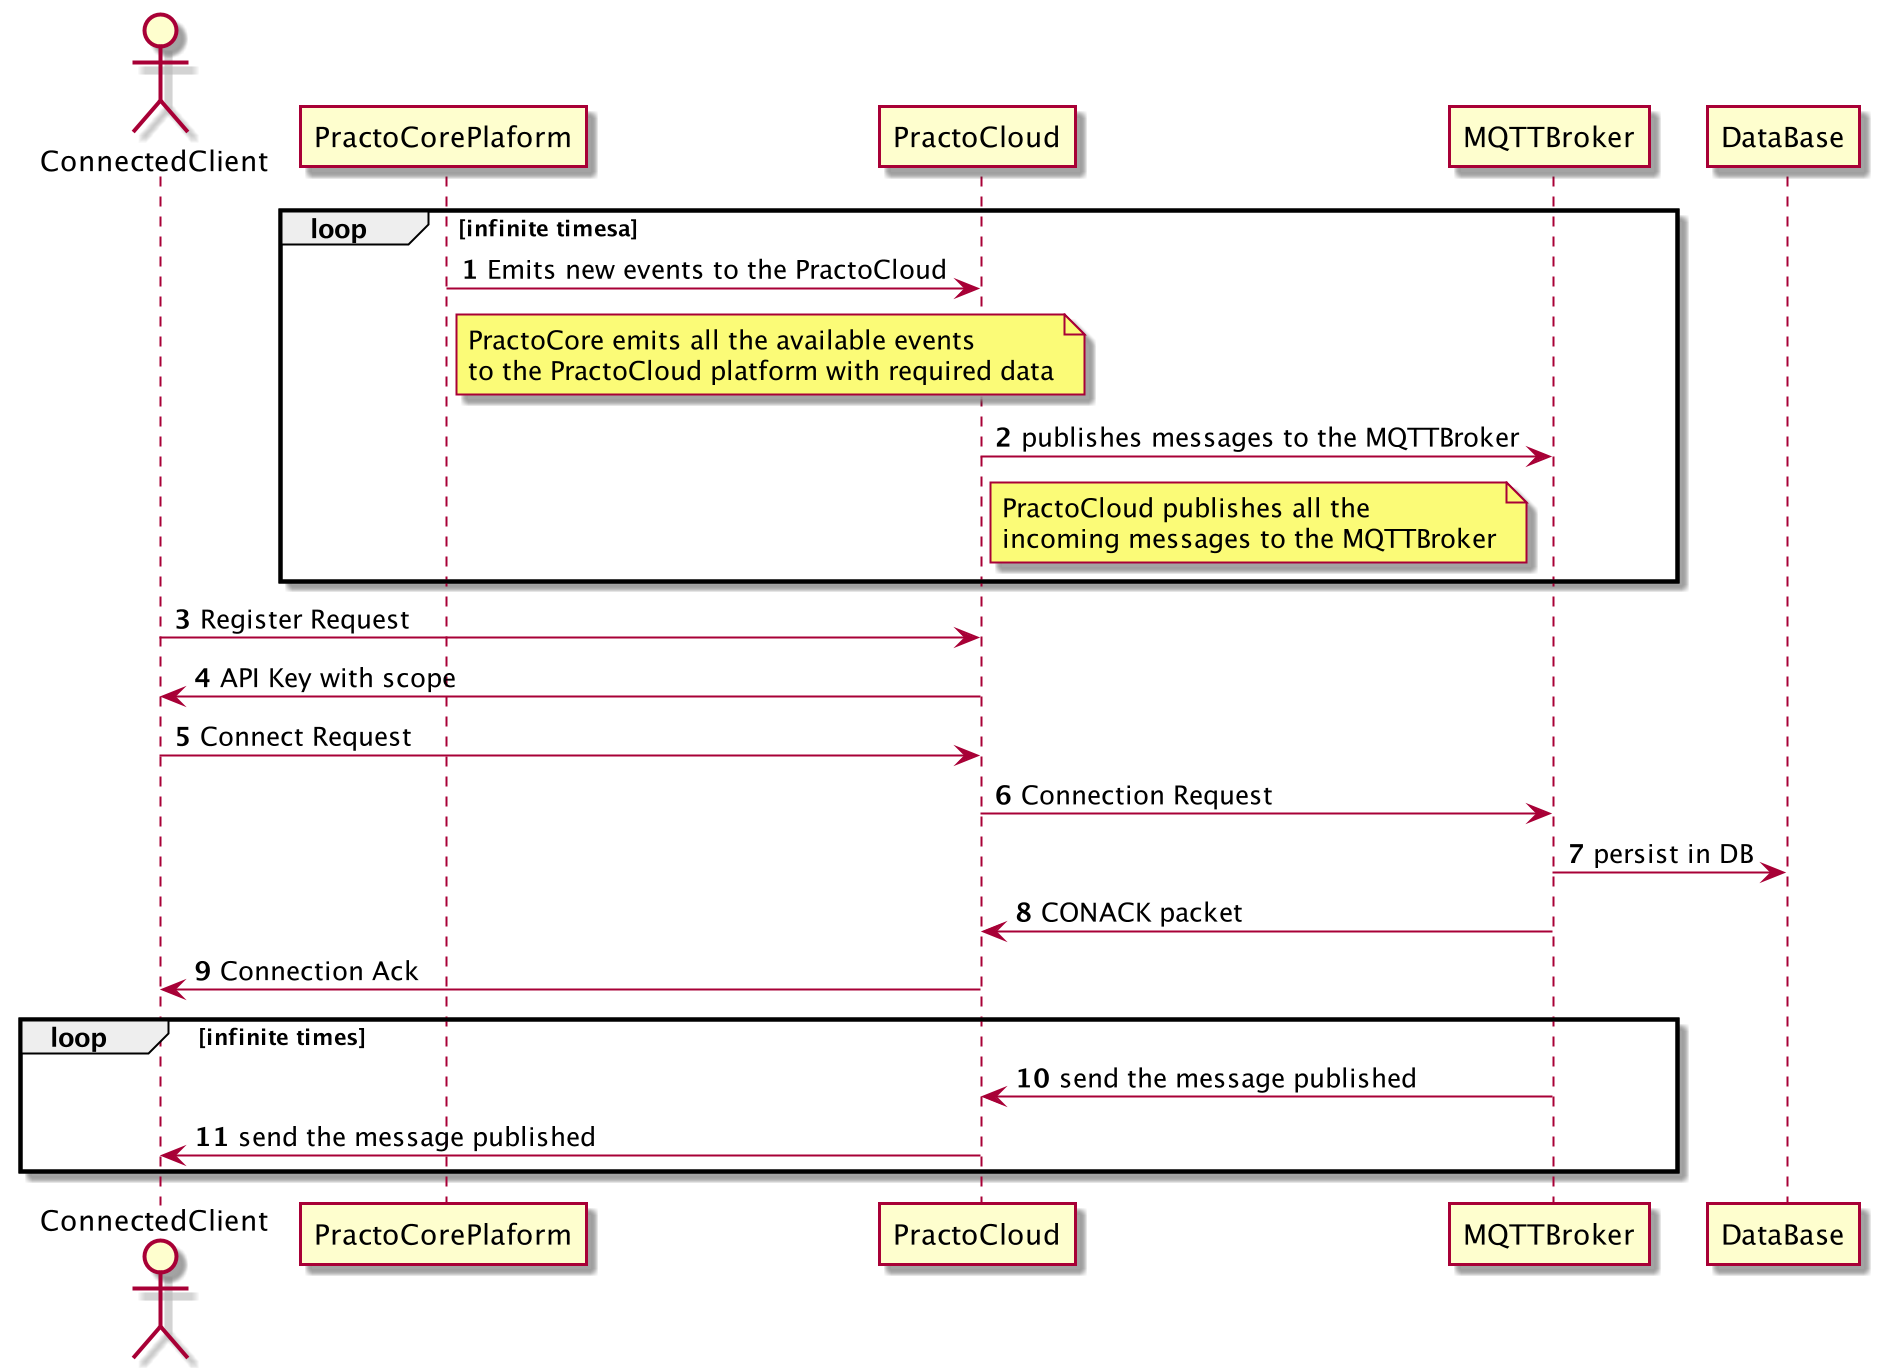 ConnectedClient
PractoCorePlaform
PractoCloud
MQTTBroker
DataBase
loop [infinite timesa]
1 Emits new events to the PractoCloud
PractoCore emits all the available events
to the PractoCloud platform with required data
2 publishes messages to the MQTTBroker
PractoCloud publishes all the
incoming messages to the MQTTBroker
3 Register Request
4 API Key with scope
5 Connect Request
6 Connection Request
7 persist in DB
8 CONACK packet
9 Connection Ack
loop [infinite times]
10 send the message published
11 send the message published
ConnectedClient
PractoCorePlaform
PractoCloud
MQTTBroker
DataBase